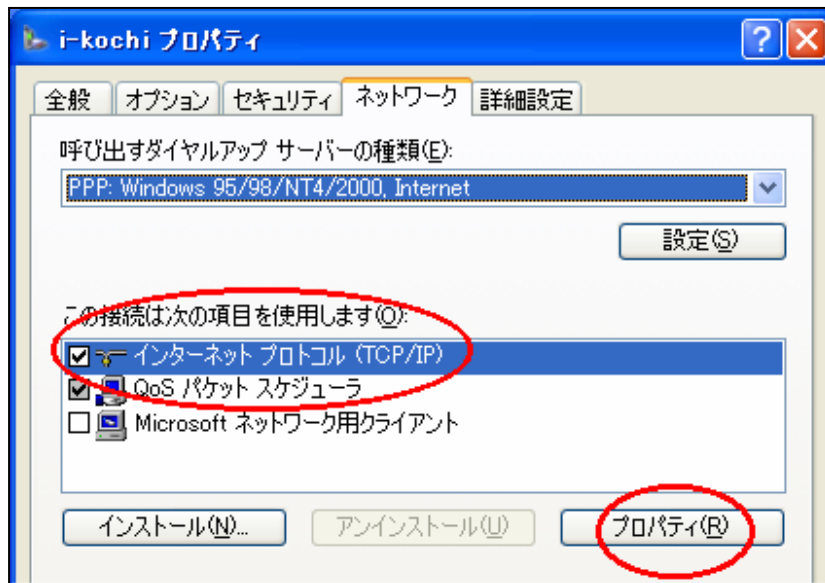 i-kochi プロパティ
全般 オプション セキュリティ ネットワーク 詳細設定
呼び出すダイヤルアップ サーバーの種類(E):
PPP: Windows 95/98/NT4/2000, Internet
設定(S)
この接続は次の項目を使用します(O):
インターネット プロトコル (TCP/IP)
QoS パケット スケジューラ
Microsoft ネットワーク用クライアント
インストール(N)... アンインストール(U) プロパティ(R)